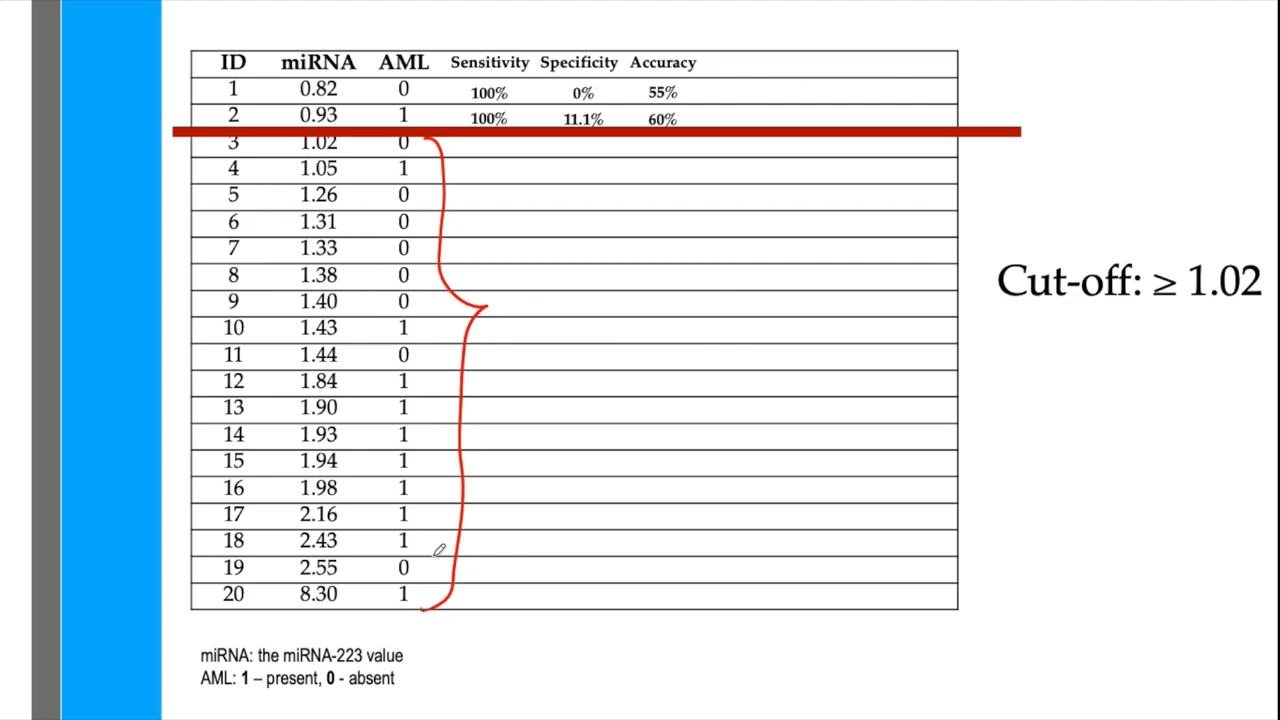 ID miRNA AML Sensitivity Specificity Accuracy
1 0.82 0 100% 0% 55%
2 0.93 1 100% 11.1% 60%
3 1.02 0
4 1.05 1
5 1.26 0
6 1.31 0
7 1.33 0
8 1.38 0
9 1.40 0
10 1.43 1
11 1.44 0
12 1.84 1
13 1.90 1
14 1.93 1
15 1.94 1
16 1.98 1
17 2.16 1
18 2.43 1
19 2.55 0
20 8.30 1
Cut-off: ≥ 1.02
miRNA: the miRNA-223 value
AML: 1 – present, 0 - absent